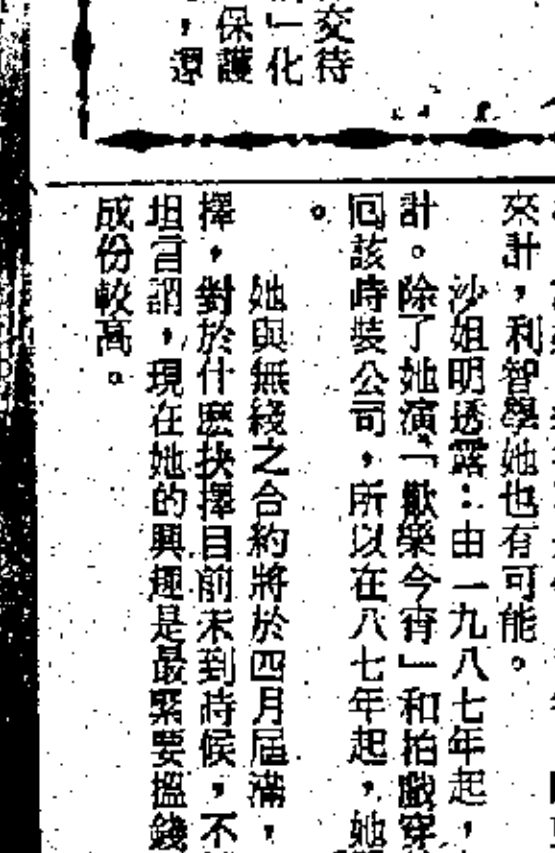 交待
」化
保護
，還
來計，利智學她也有可能。
沙姐明透露：由一九八七年起，
計。除了她演「歡樂今宵」和拍戲穿
回該時裝公司，所以在八七年起，她
。
她與無綫之合約將於四月屆滿，
擇，對於什麽抉擇目前未到時候，不
坦言謂，現在她的興趣是最緊要搵錢
成份較高。